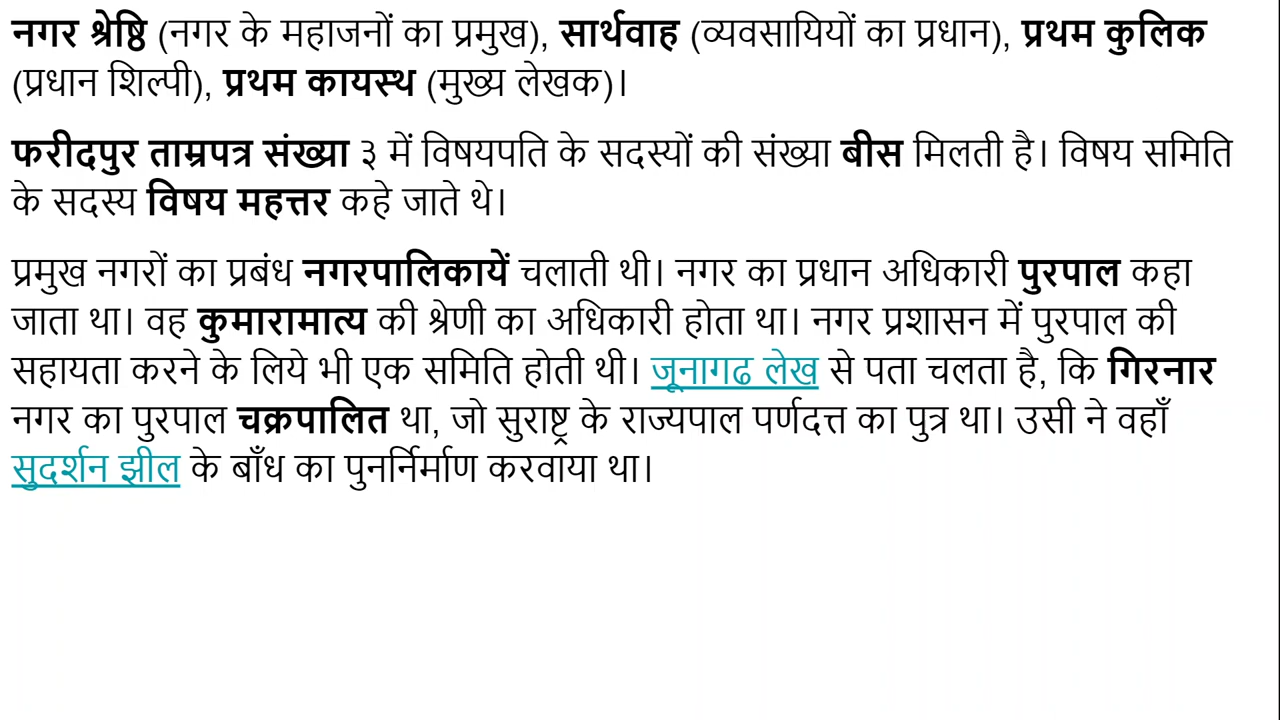 नगर श्रेष्ठि (नगर के महाजनों का प्रमुख), सार्थवाह (व्यवसायियों का प्रधान), प्रथम कुलिक
(प्रधान शिल्पी), प्रथम कायस्थ (मुख्य लेखक)।
फरीदपुर ताम्रपत्र संख्या ३ में विषयपति के सदस्यों की संख्या बीस मिलती है। विषय समिति
के सदस्य विषय महत्तर कहे जाते थे।
प्रमुख नगरों का प्रबंध नगरपालिकायें चलाती थी। नगर का प्रधान अधिकारी पुरपाल कहा
जाता था। वह कुमारामात्य की श्रेणी का अधिकारी होता था। नगर प्रशासन में पुरपाल की
सहायता करने के लिये भी एक समिति होती थी। जूनागढ लेख से पता चलता है, कि गिरनार
नगर का पुरपाल चक्रपालित था, जो सुराष्ट्र के राज्यपाल पर्णदत्त का पुत्र था। उसी ने वहाँ
सुदर्शन झील के बाँध का पुनर्निर्माण करवाया था।